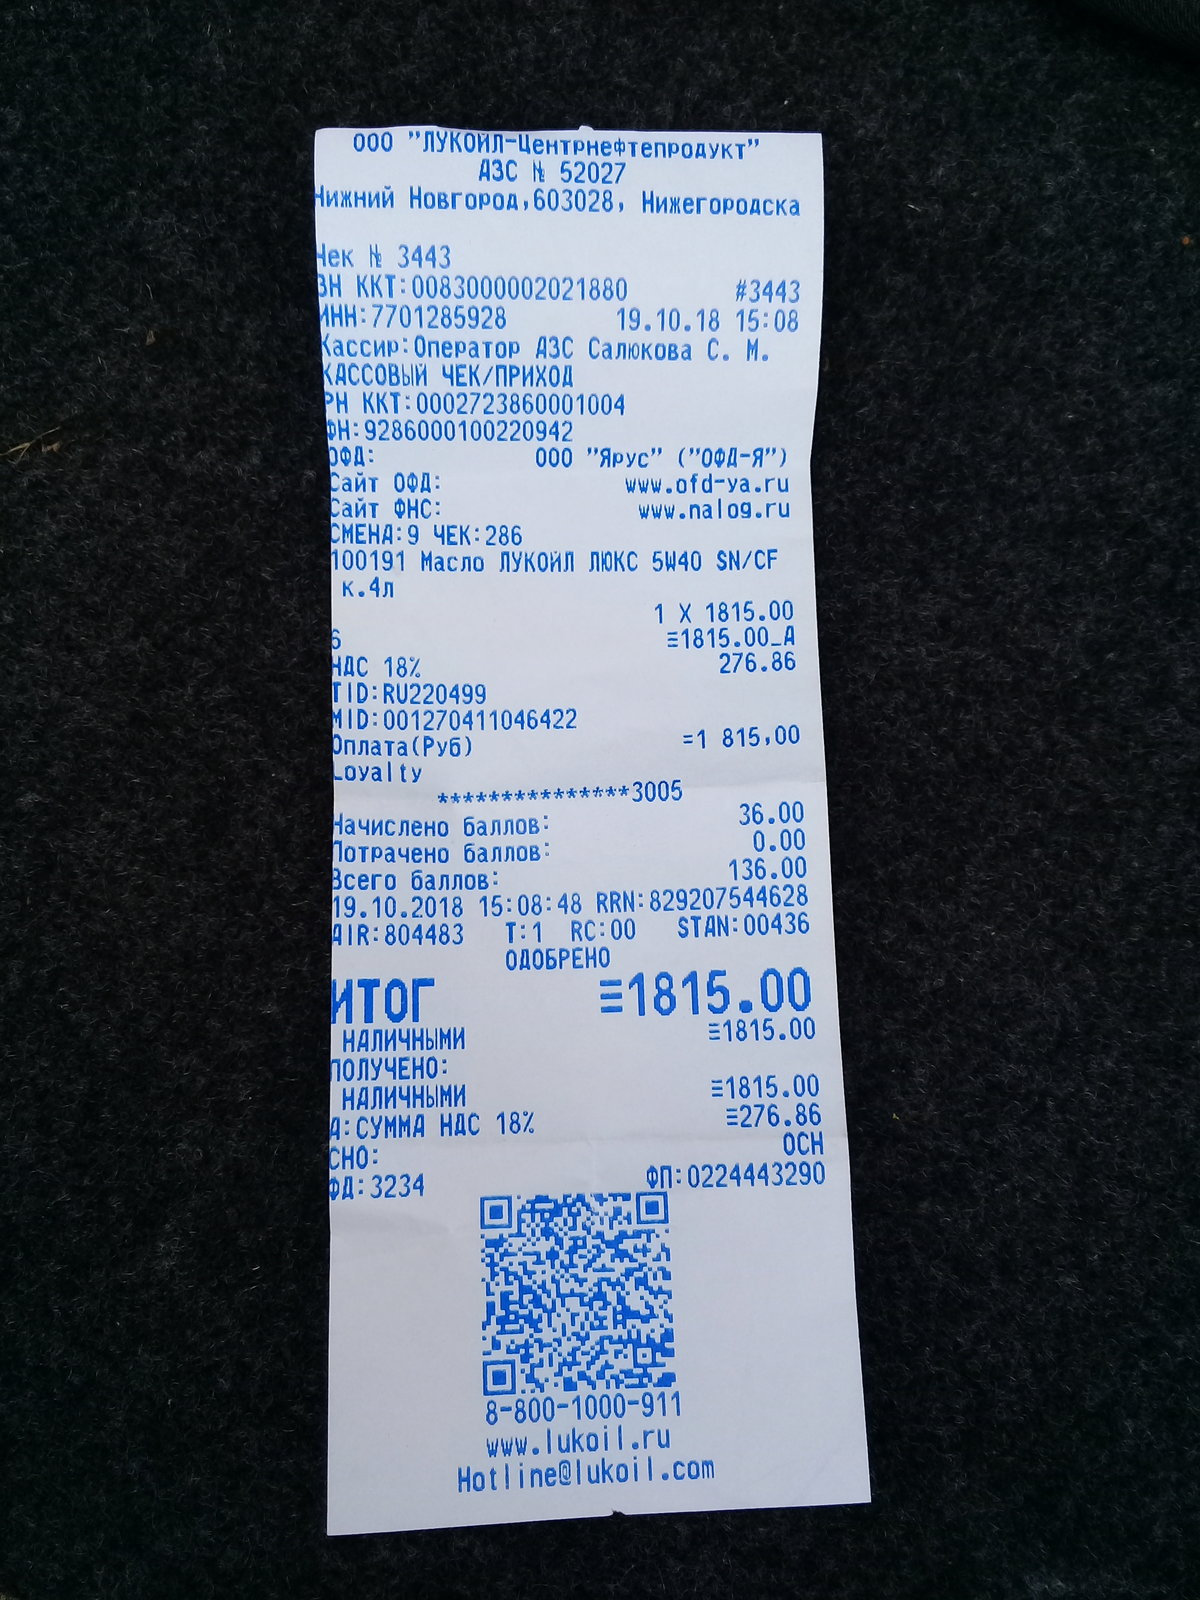 ООО "ЛУКОЙЛ-Центрнефтепродукт"
АЗС № 52027
Нижний Новгород,603028, Нижегородска
Чек № 3443
ЗН ККТ:0083000002021880 #3443
ИНН:7701285928 19.10.18 15:08
Кассир:Оператор АЗС Салюкова С. М.
КАССОВЫЙ ЧЕК/ПРИХОД
РН ККТ:0002723860001004
ФН:9286000100220942
ОФД: ООО "Ярус" ("ОФД-Я")
Сайт ОФД: www.ofd-ya.ru
Сайт ФНС: www.nalog.ru
СМЕНА:9 ЧЕК:286
100191 Масло ЛУКОЙЛ ЛЮКС 5W40 SN/CF
к.4л
1 X 1815.00
6 ≡1815.00_А
НДС 18% 276.86
TID:RU220499
MID:001270411046422
Оплата(Руб) =1 815,00
Loyalty
***************3005
Начислено баллов: 36.00
Потрачено баллов: 0.00
Всего баллов: 136.00
19.10.2018 15:08:48 RRN:829207544628
AIR:804483 T:1 RC:00 STAN:00436
ОДОБРЕНО
ИТОГ ≡1815.00
НАЛИЧНЫМИ ≡1815.00
ПОЛУЧЕНО:
НАЛИЧНЫМИ ≡1815.00
А:СУММА НДС 18% ≡276.86
СНО: ОСН
ФД:3234 ФП:0224443290
8-800-1000-911
www.lukoil.ru
Hotline@lukoil.com